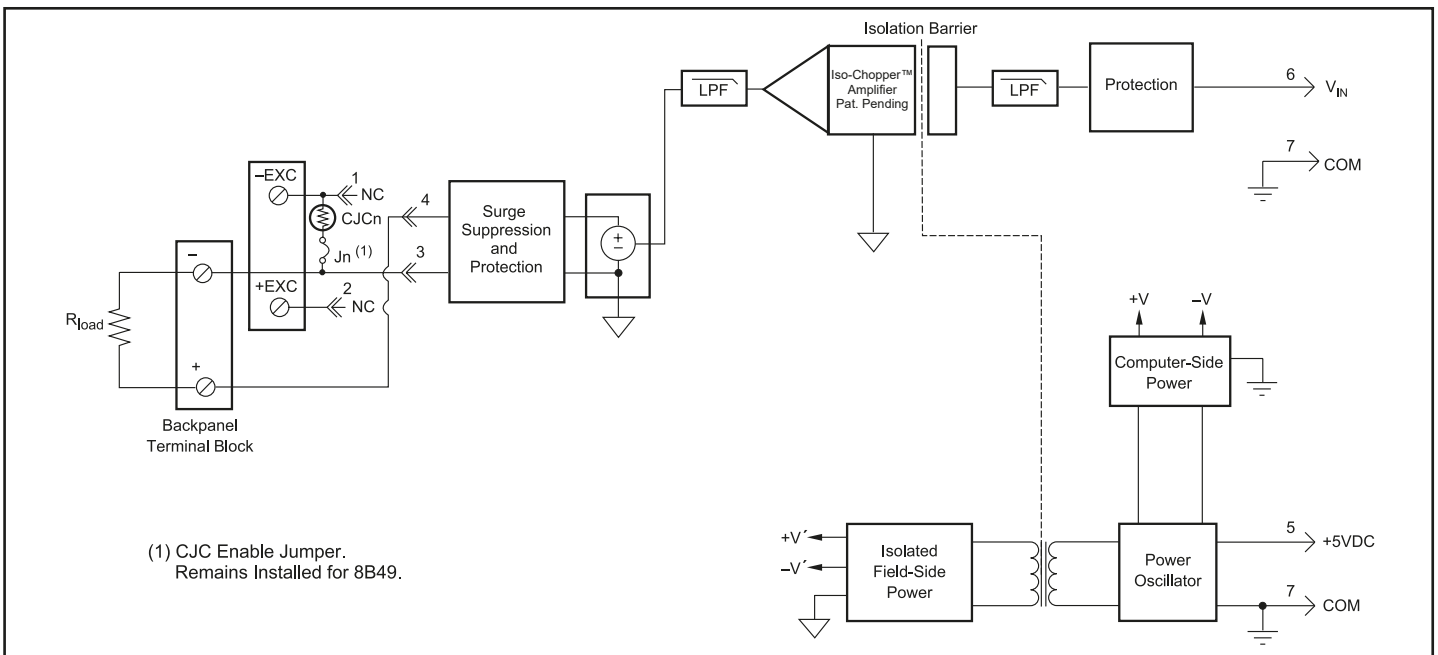 Isolation Barrier
LPF
Iso-Chopper™
Amplifier
Pat. Pending
LPF
Protection
6
V_IN
7
COM
–EXC
1
NC
CJCn
Jn (1)
4
3
Surge
Suppression
and
Protection
+
–
–
+EXC
2
NC
R_load
+
Backpanel
Terminal Block
+V
–V
Computer-Side
Power
(1) CJC Enable Jumper.
Remains Installed for 8B49.
+V´
–V´
Isolated
Field-Side
Power
Power
Oscillator
5
+5VDC
7
COM